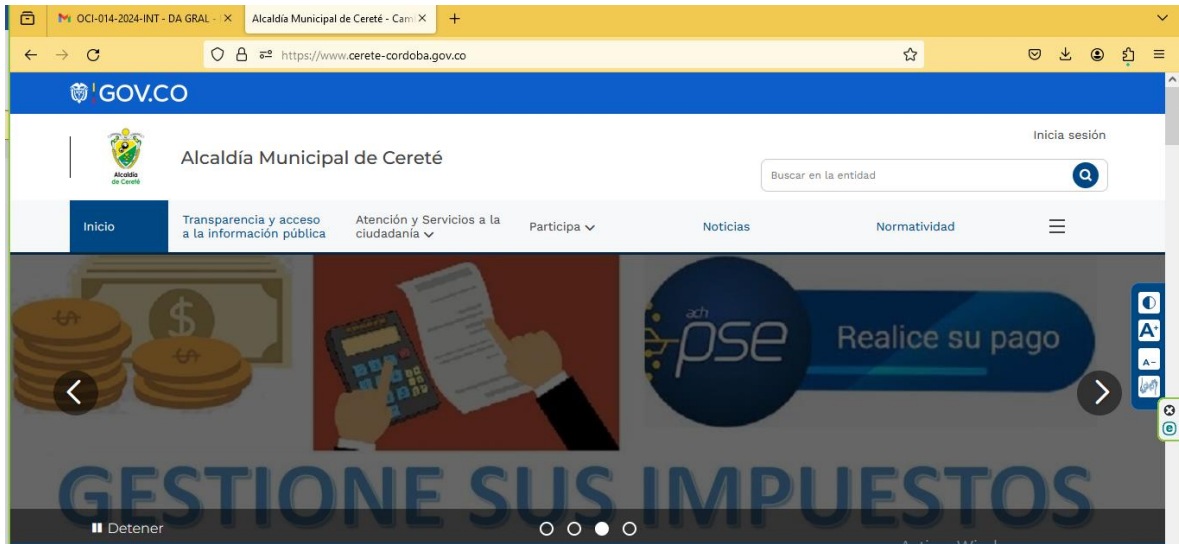 OCI-014-2024-INT - DA GRAL -
Alcaldía Municipal de Cereté - Cam
https://www.cerete-cordoba.gov.co
GOV.CO
Inicia sesión
Alcaldía de Cereté
Alcaldía Municipal de Cereté
Buscar en la entidad
Inicio
Transparencia y acceso
a la información pública
Atención y Servicios a la
ciudadanía
Participa
Noticias
Normatividad
ach
pse
Realice su pago
A+
A-
GESTIONE SUS IMPUESTOS
Detener